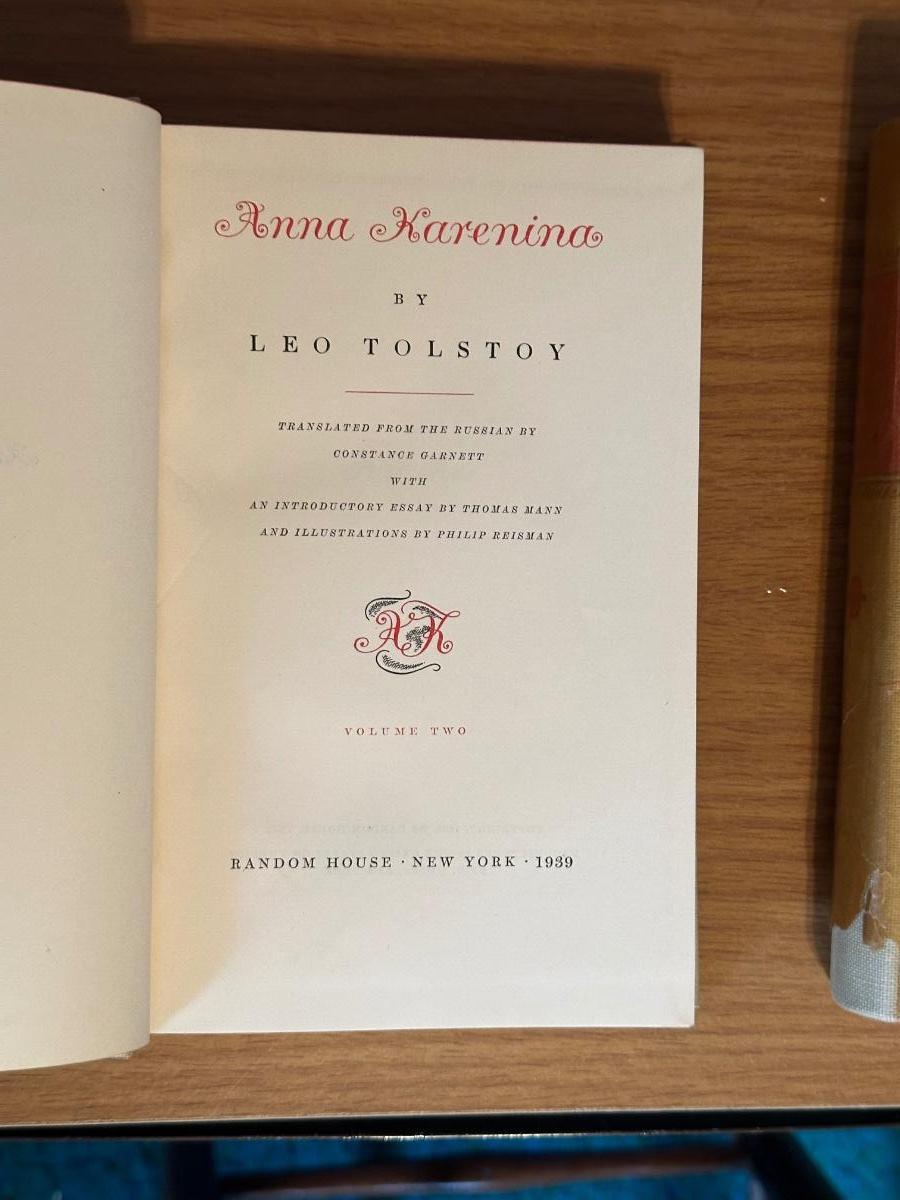 Anna Karenina
BY
LEO TOLSTOY
TRANSLATED FROM THE RUSSIAN BY
CONSTANCE GARNETT
WITH
AN INTRODUCTORY ESSAY BY THOMAS MANN
AND ILLUSTRATIONS BY PHILIP REISMAN
AK
VOLUME TWO
RANDOM HOUSE · NEW YORK · 1939